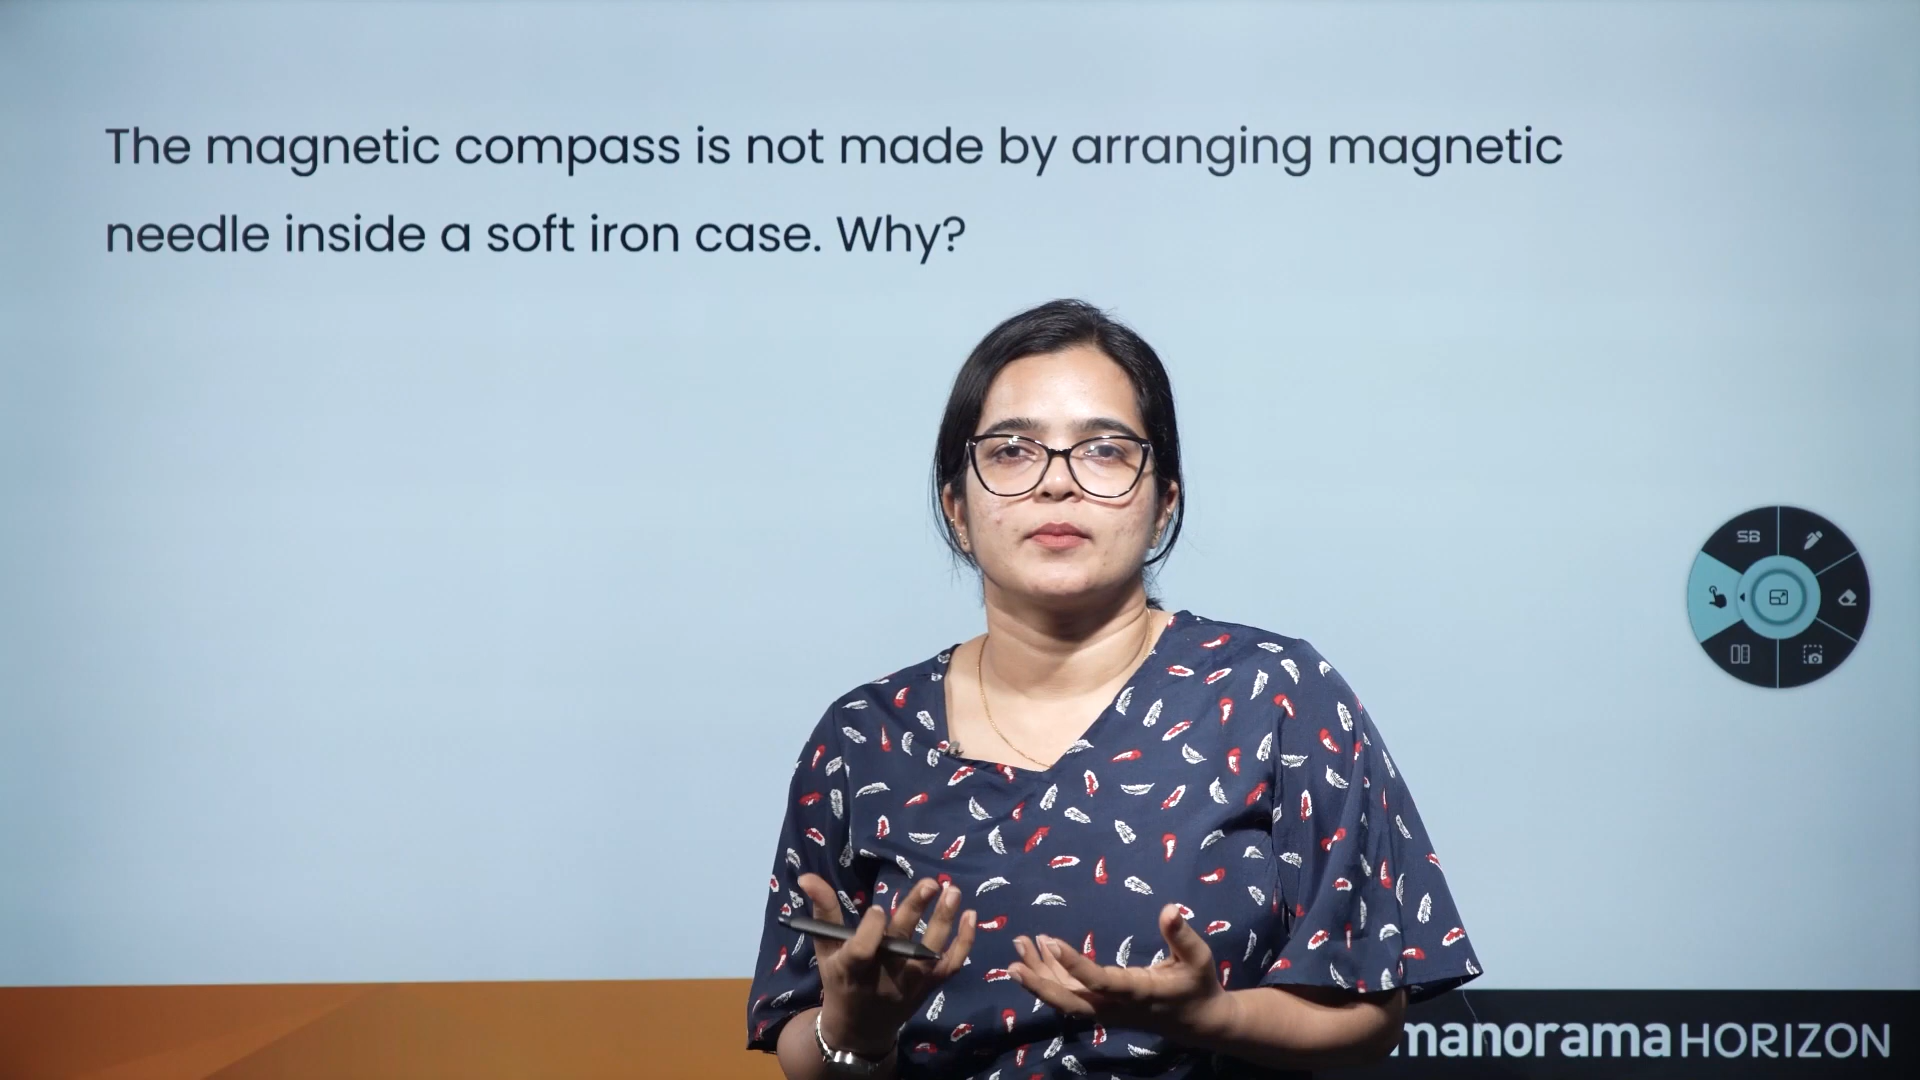 The magnetic compass is not made by arranging magnetic
needle inside a soft iron case. Why?
SB
manorama HORIZON